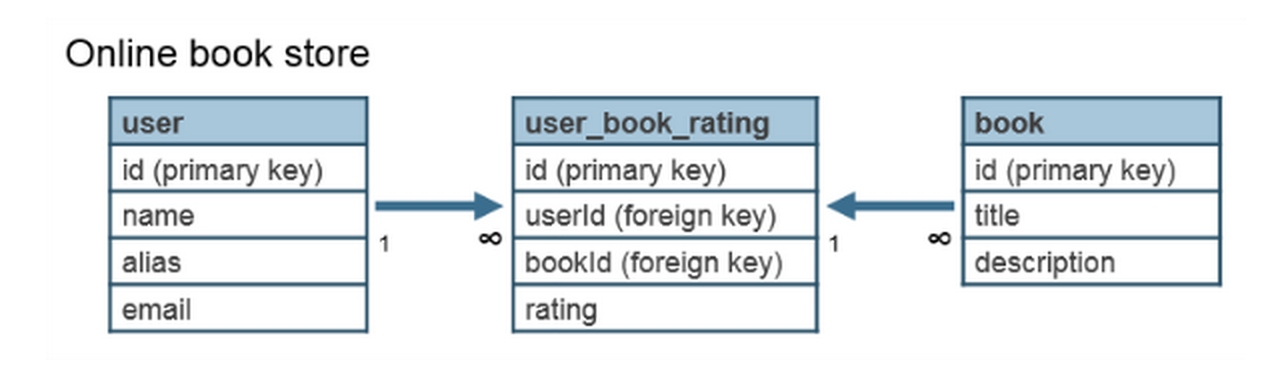 Online book store
user
id (primary key)
name
alias
email
1
∞
user_book_rating
id (primary key)
userId (foreign key)
bookId (foreign key)
rating
1
∞
book
id (primary key)
title
description